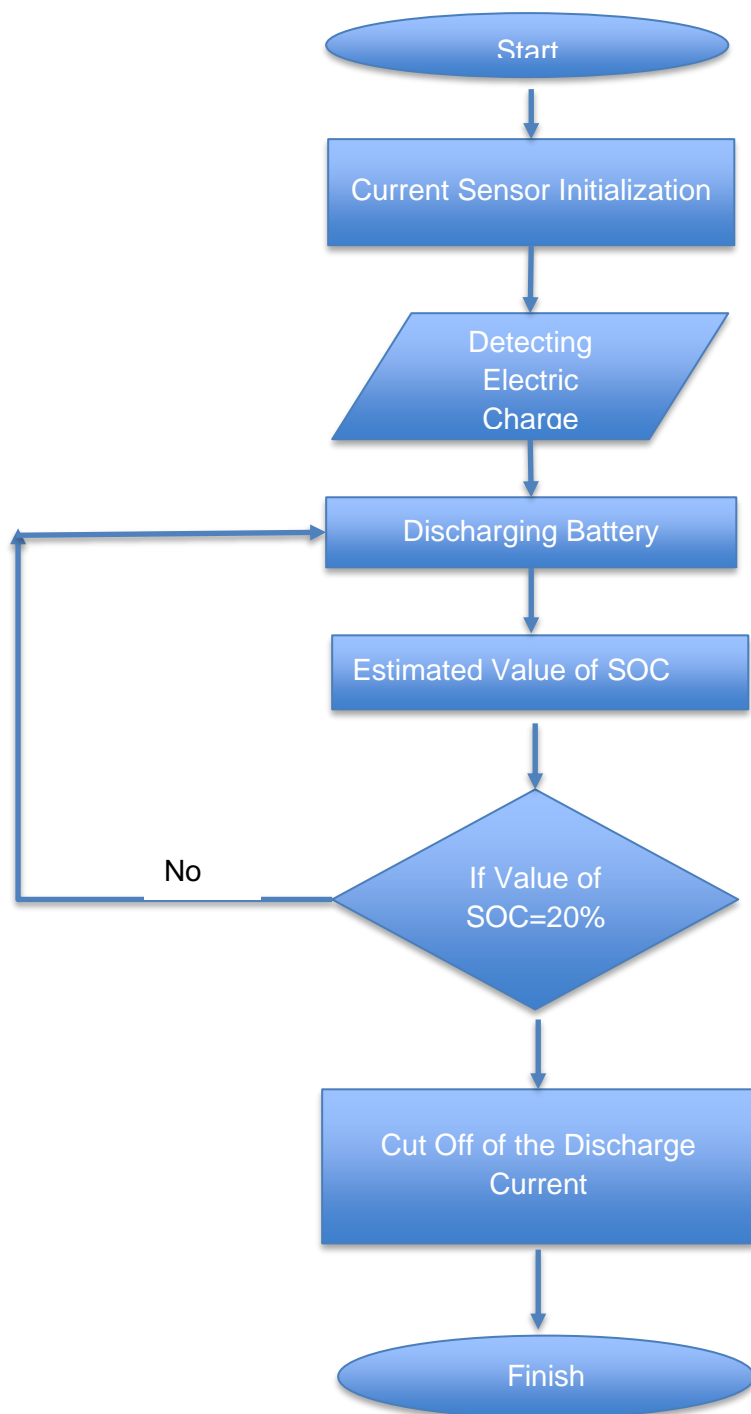 Start
Current Sensor Initialization
Detecting
Electric
Charge
Discharging Battery
Estimated Value of SOC
No
If Value of
SOC=20%
Cut Off of the Discharge
Current
Finish